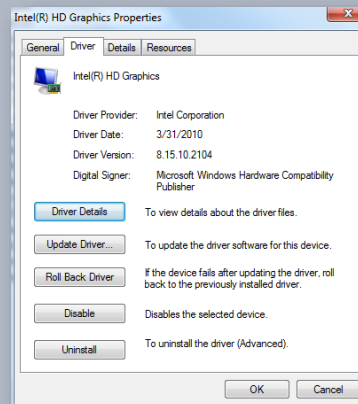 Intel(R) HD Graphics Properties
General Driver Details Resources
Intel(R) HD Graphics
Driver Provider: Intel Corporation
Driver Date: 3/31/2010
Driver Version: 8.15.10.2104
Digital Signer: Microsoft Windows Hardware Compatibility
Publisher
Driver Details To view details about the driver files.
Update Driver... To update the driver software for this device.
Roll Back Driver If the device fails after updating the driver, roll
back to the previously installed driver.
Disable Disables the selected device.
Uninstall To uninstall the driver (Advanced).
OK Cancel